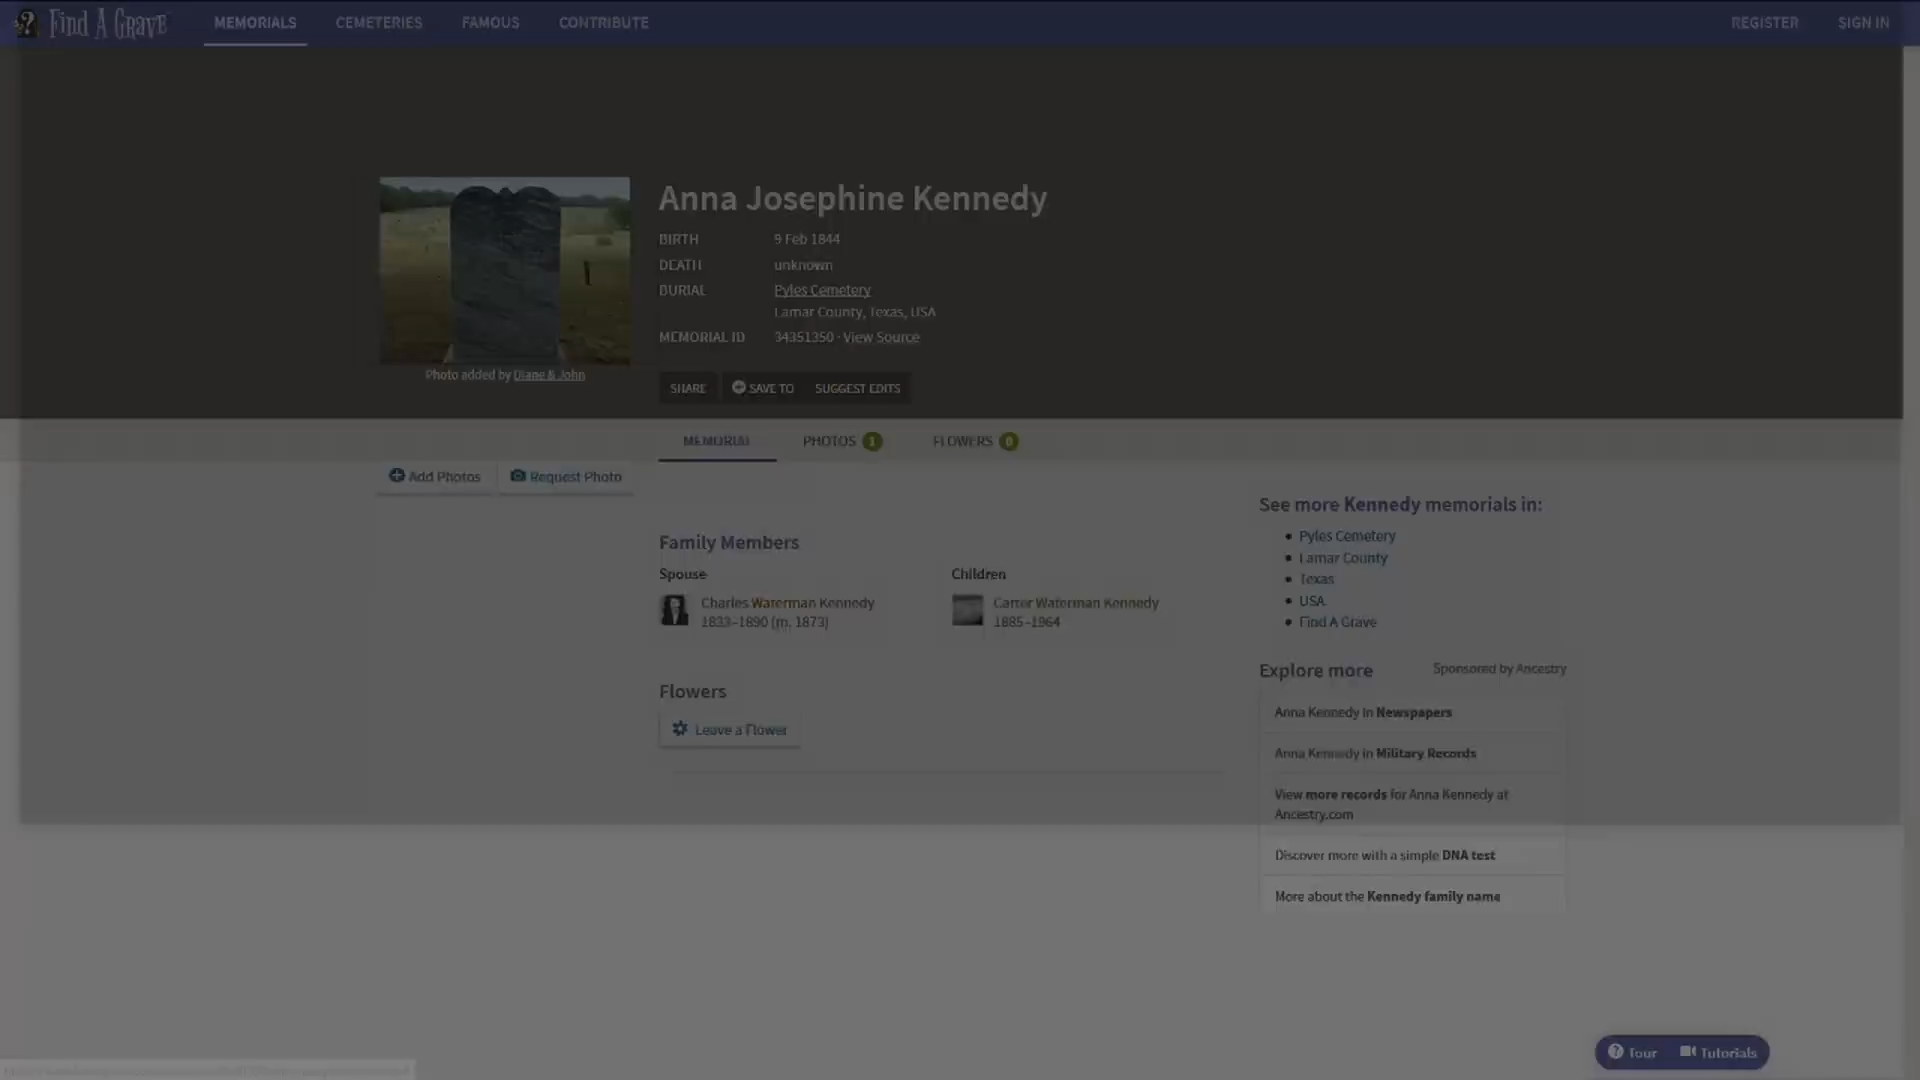 Find A Grave
MEMORIALS
CEMETERIES
FAMOUS
CONTRIBUTE
REGISTER
SIGN IN
Anna Josephine Kennedy
BIRTH 9 Feb 1844
DEATH unknown
BURIAL Pyles Cemetery
Lamar County, Texas, USA
MEMORIAL ID 34351350 · View Source
Photo added by Diane & John
SHARE
SAVE TO
SUGGEST EDITS
MEMORIAL
PHOTOS 1
FLOWERS 0
Add Photos
Request Photo
Family Members
Spouse
Charles Waterman Kennedy
1833–1890 (m. 1873)
Children
Carter Waterman Kennedy
1885–1964
Flowers
Leave a Flower
See more Kennedy memorials in:
Pyles Cemetery
Lamar County
Texas
USA
Find A Grave
Explore more
Sponsored by Ancestry
Anna Kennedy in Newspapers
Anna Kennedy in Military Records
View more records for Anna Kennedy at
Ancestry.com
Discover more with a simple DNA test
More about the Kennedy family name
Tour
Tutorials